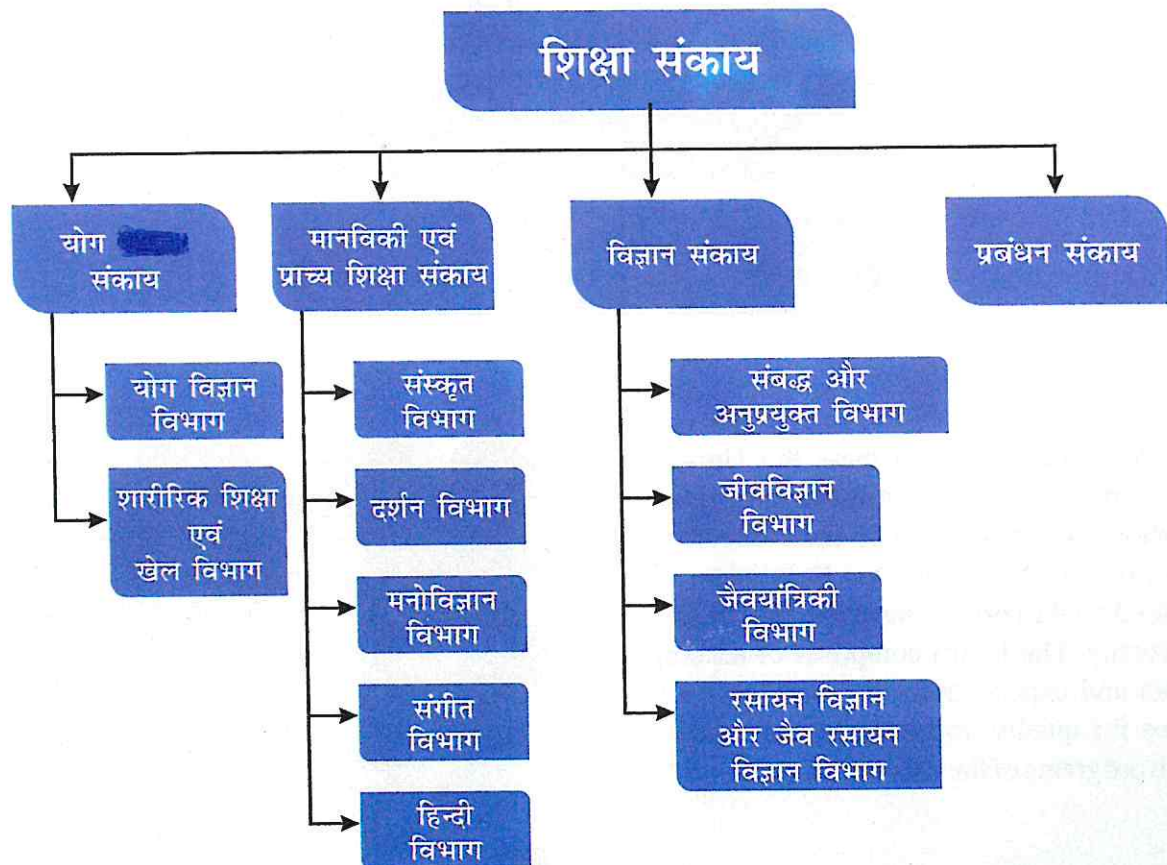 शिक्षा संकाय
योग
संकाय
मानविकी एवं
प्राच्य शिक्षा संकाय
विज्ञान संकाय
प्रबंधन संकाय
योग विज्ञान
विभाग
शारीरिक शिक्षा
एवं
खेल विभाग
संस्कृत
विभाग
दर्शन विभाग
मनोविज्ञान
विभाग
संगीत
विभाग
हिन्दी
विभाग
संबद्ध और
अनुप्रयुक्त विभाग
जीवविज्ञान
विभाग
जैवयांत्रिकी
विभाग
रसायन विज्ञान
और जैव रसायन
विज्ञान विभाग